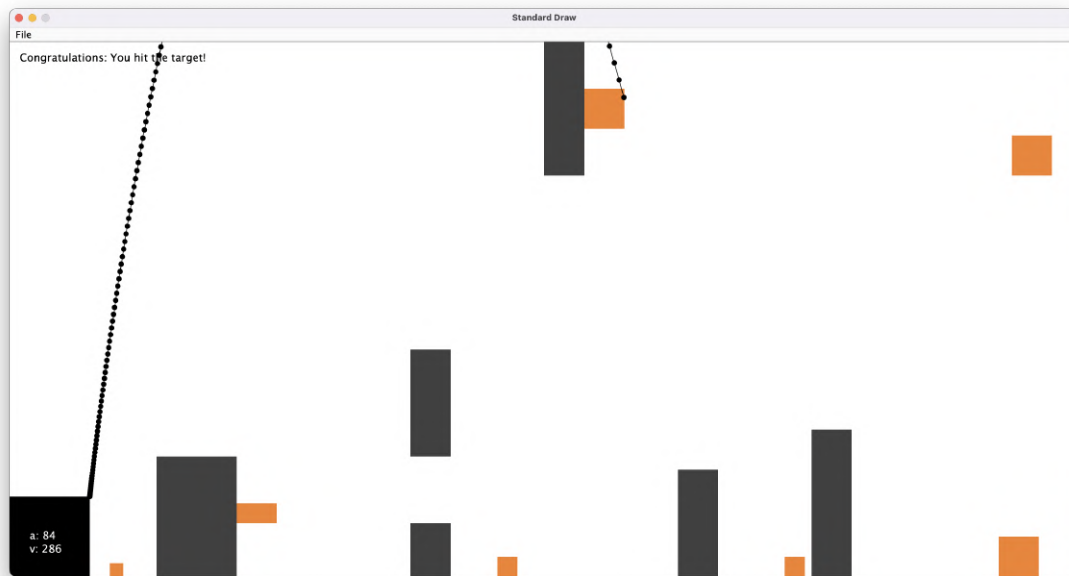 Standard Draw
File
Congratulations: You hit the target!
a: 84
v: 286